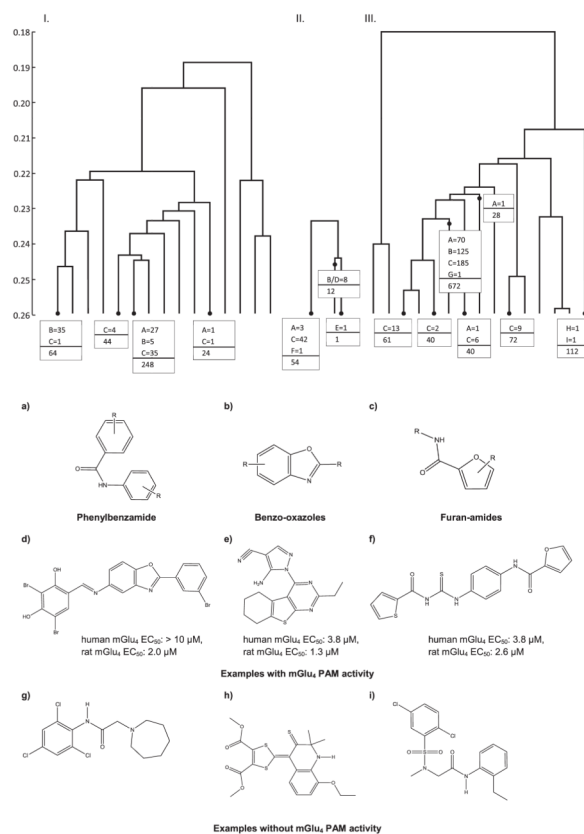 I. II. III.
0.18
0.19
0.20
0.21
0.22
0.23
0.24
0.25
0.26
A=1
28
A=70
B=125
C=185
G=1
672
B/D=8
12
B=35
C=1
64
C=4
44
A=27
B=5
C=35
248
A=1
C=1
24
A=3
C=42
F=1
54
E=1
1
C=13
61
C=2
40
A=1
C=6
40
C=9
72
H=1
I=1
112
a) b) c)
R
O
HN
R
Phenylbenzamide
R
O
N
R
Benzo-oxazoles
R
NH
O
O
R
Furan-amides
d) e) f)
OH
Br
HO
Br
N
O
N
Br
human mGlu₄ EC₅₀: > 10 µM,
rat mGlu₄ EC₅₀: 2.0 µM
N
N
N
H₂N
N
N
S
human mGlu₄ EC₅₀: 3.8 µM,
rat mGlu₄ EC₅₀: 1.3 µM
O
S
S
NH
NH
HN
O
O
human mGlu₄ EC₅₀: 3.8 µM,
rat mGlu₄ EC₅₀: 2.6 µM
Examples with mGlu₄ PAM activity
g) h) i)
Cl
H
N
O
N
Cl
Cl
O
O
S
S
O
O
S
N
H
O
Cl
Cl
O
S
O
N
O
N
H
Examples without mGlu₄ PAM activity